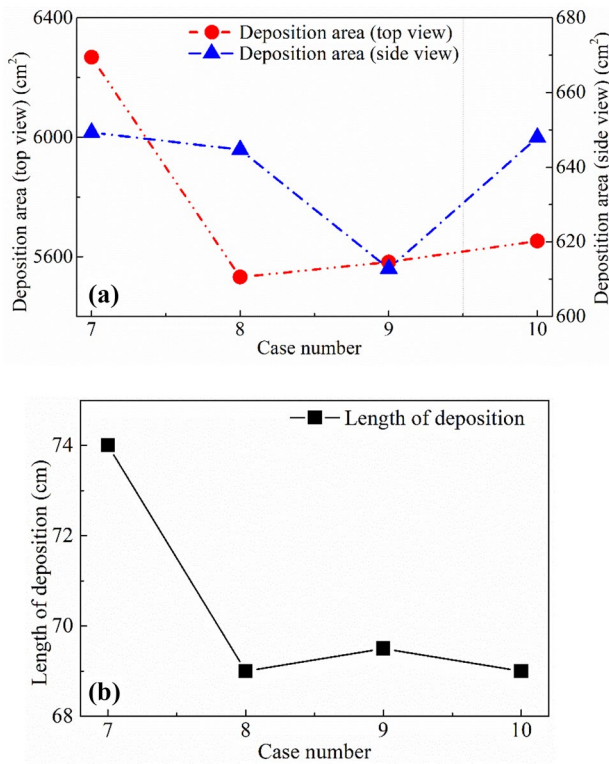 6400
6000
5600
Deposition area (top view) (cm²)
Deposition area (top view)
Deposition area (side view)
680
660
640
620
600
Depostition area (side view) (cm²)
(a)
7 8 9 10
Case number
74
72
70
68
Length of deposition (cm)
Length of deposition
(b)
7 8 9 10
Case number